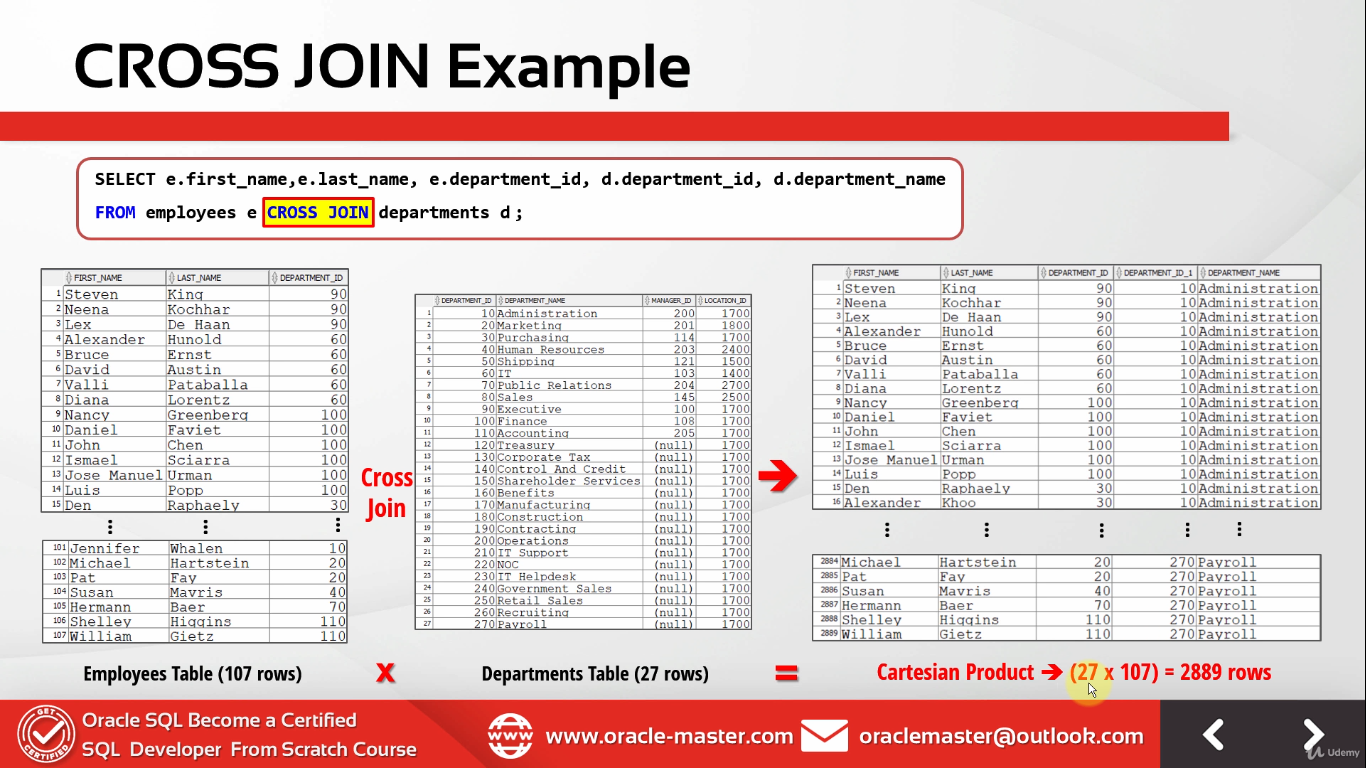 CROSS JOIN Example
SELECT e.first_name,e.last_name, e.department_id, d.department_id, d.department_name
FROM employees e CROSS JOIN departments d ;
FIRST_NAME LAST_NAME DEPARTMENT_ID
1 Steven King 90
2 Neena Kochhar 90
3 Lex De Haan 90
4 Alexander Hunold 60
5 Bruce Ernst 60
6 David Austin 60
7 Valli Pataballa 60
8 Diana Lorentz 60
9 Nancy Greenberg 100
10 Daniel Faviet 100
11 John Chen 100
12 Ismael Sciarra 100
13 Jose Manuel Urman 100
14 Luis Popp 100
15 Den Raphaely 30
101 Jennifer Whalen 10
102 Michael Hartstein 20
103 Pat Fay 20
104 Susan Mavris 40
105 Hermann Baer 70
106 Shelley Higgins 110
107 William Gietz 110
Employees Table (107 rows)
Cross
Join
x
DEPARTMENT_ID DEPARTMENT_NAME MANAGER_ID LOCATION_ID
1 10 Administration 200 1700
2 20 Marketing 201 1800
3 30 Purchasing 114 1700
4 40 Human Resources 203 2400
5 50 Shipping 121 1500
6 60 IT 103 1400
7 70 Public Relations 204 2700
8 80 Sales 145 2500
9 90 Executive 100 1700
10 100 Finance 108 1700
11 110 Accounting 205 1700
12 120 Treasury (null) 1700
13 130 Corporate Tax (null) 1700
14 140 Control And Credit (null) 1700
15 150 Shareholder Services (null) 1700
16 160 Benefits (null) 1700
17 170 Manufacturing (null) 1700
18 180 Construction (null) 1700
19 190 Contracting (null) 1700
20 200 Operations (null) 1700
21 210 IT Support (null) 1700
22 220 NOC (null) 1700
23 230 IT Helpdesk (null) 1700
24 240 Government Sales (null) 1700
25 250 Retail Sales (null) 1700
26 260 Recruiting (null) 1700
27 270 Payroll (null) 1700
Departments Table (27 rows)
=
FIRST_NAME LAST_NAME DEPARTMENT_ID DEPARTMENT_ID_1 DEPARTMENT_NAME
1 Steven King 90 10 Administration
2 Neena Kochhar 90 10 Administration
3 Lex De Haan 90 10 Administration
4 Alexander Hunold 60 10 Administration
5 Bruce Ernst 60 10 Administration
6 David Austin 60 10 Administration
7 Valli Pataballa 60 10 Administration
8 Diana Lorentz 60 10 Administration
9 Nancy Greenberg 100 10 Administration
10 Daniel Faviet 100 10 Administration
11 John Chen 100 10 Administration
12 Ismael Sciarra 100 10 Administration
13 Jose Manuel Urman 100 10 Administration
14 Luis Popp 100 10 Administration
15 Den Raphaely 30 10 Administration
16 Alexander Khoo 30 10 Administration
2884 Michael Hartstein 20 270 Payroll
2885 Pat Fay 20 270 Payroll
2886 Susan Mavris 40 270 Payroll
2887 Hermann Baer 70 270 Payroll
2888 Shelley Higgins 110 270 Payroll
2889 William Gietz 110 270 Payroll
Cartesian Product ➔ (27 x 107) = 2889 rows
GET
CERTIFIED
Oracle SQL Become a Certified
SQL Developer From Scratch Course
www
www.oracle-master.com
oraclemaster@outlook.com
Udemy